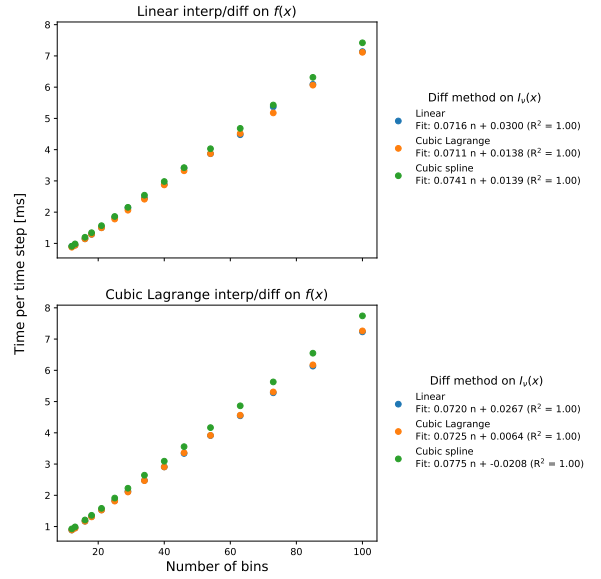 Linear interp/diff on f(x)
8
7
6
5
4
3
2
1
Diff method on Iν(x)
Linear
Fit: 0.0716 n + 0.0300 (R² = 1.00)
Cubic Lagrange
Fit: 0.0711 n + 0.0138 (R² = 1.00)
Cubic spline
Fit: 0.0741 n + 0.0139 (R² = 1.00)
Time per time step [ms]
Cubic Lagrange interp/diff on f(x)
8
7
6
5
4
3
2
1
20 40 60 80 100
Number of bins
Diff method on Iν(x)
Linear
Fit: 0.0720 n + 0.0267 (R² = 1.00)
Cubic Lagrange
Fit: 0.0725 n + 0.0064 (R² = 1.00)
Cubic spline
Fit: 0.0775 n + -0.0208 (R² = 1.00)